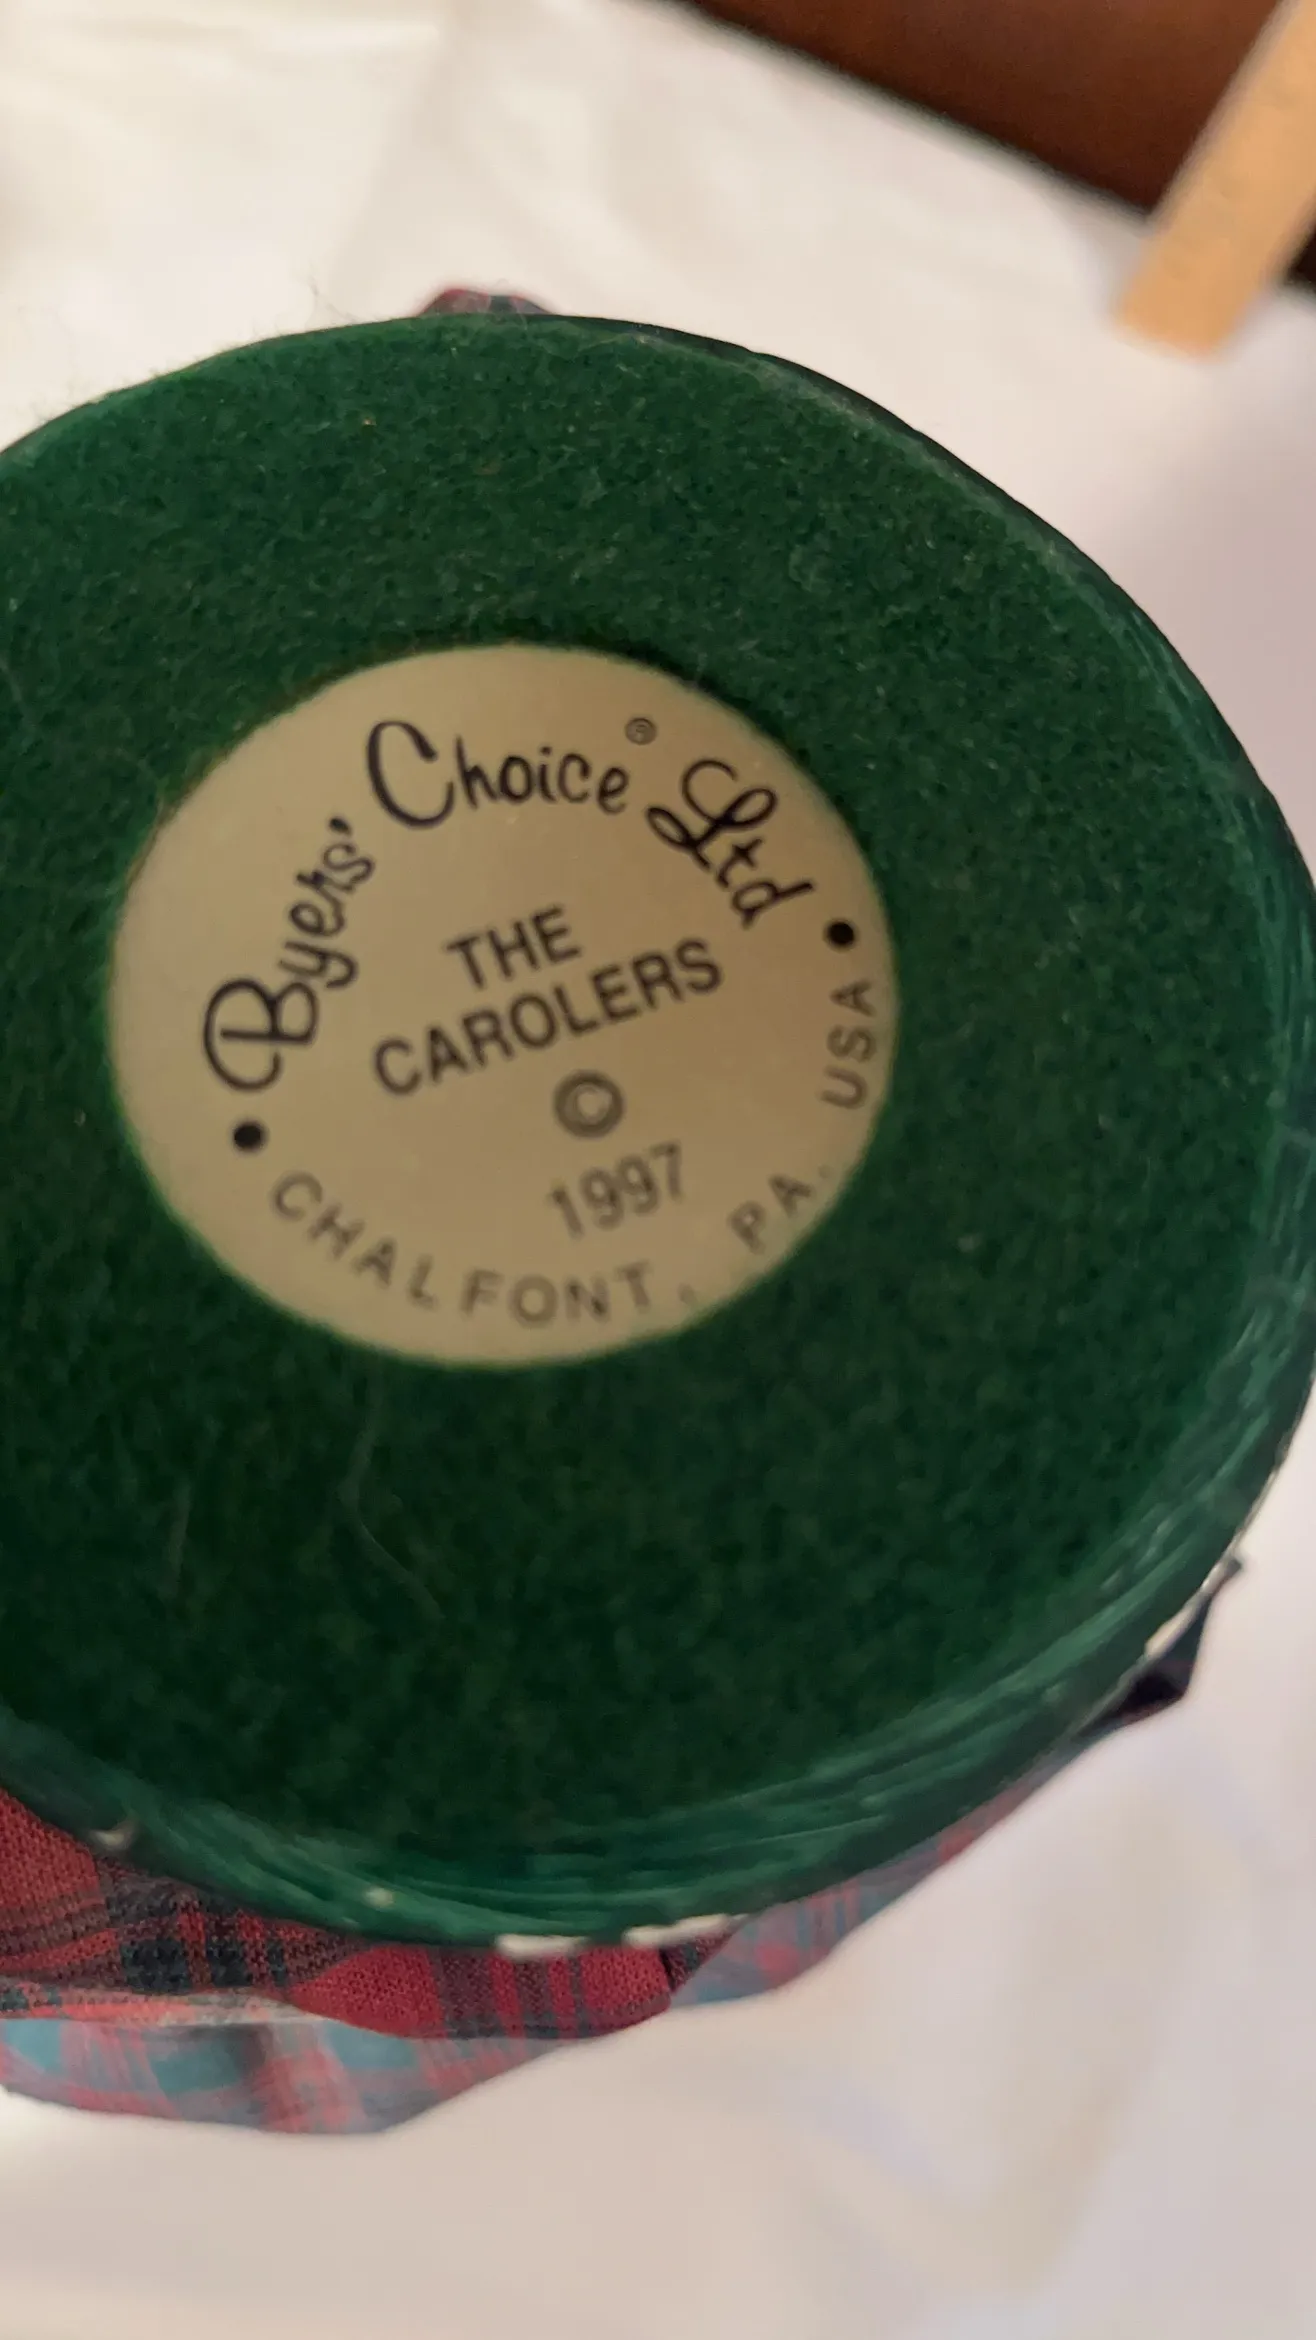 Byers' Choice® Ltd
THE
CAROLERS
©
1997
• CHALFONT, PA. USA •